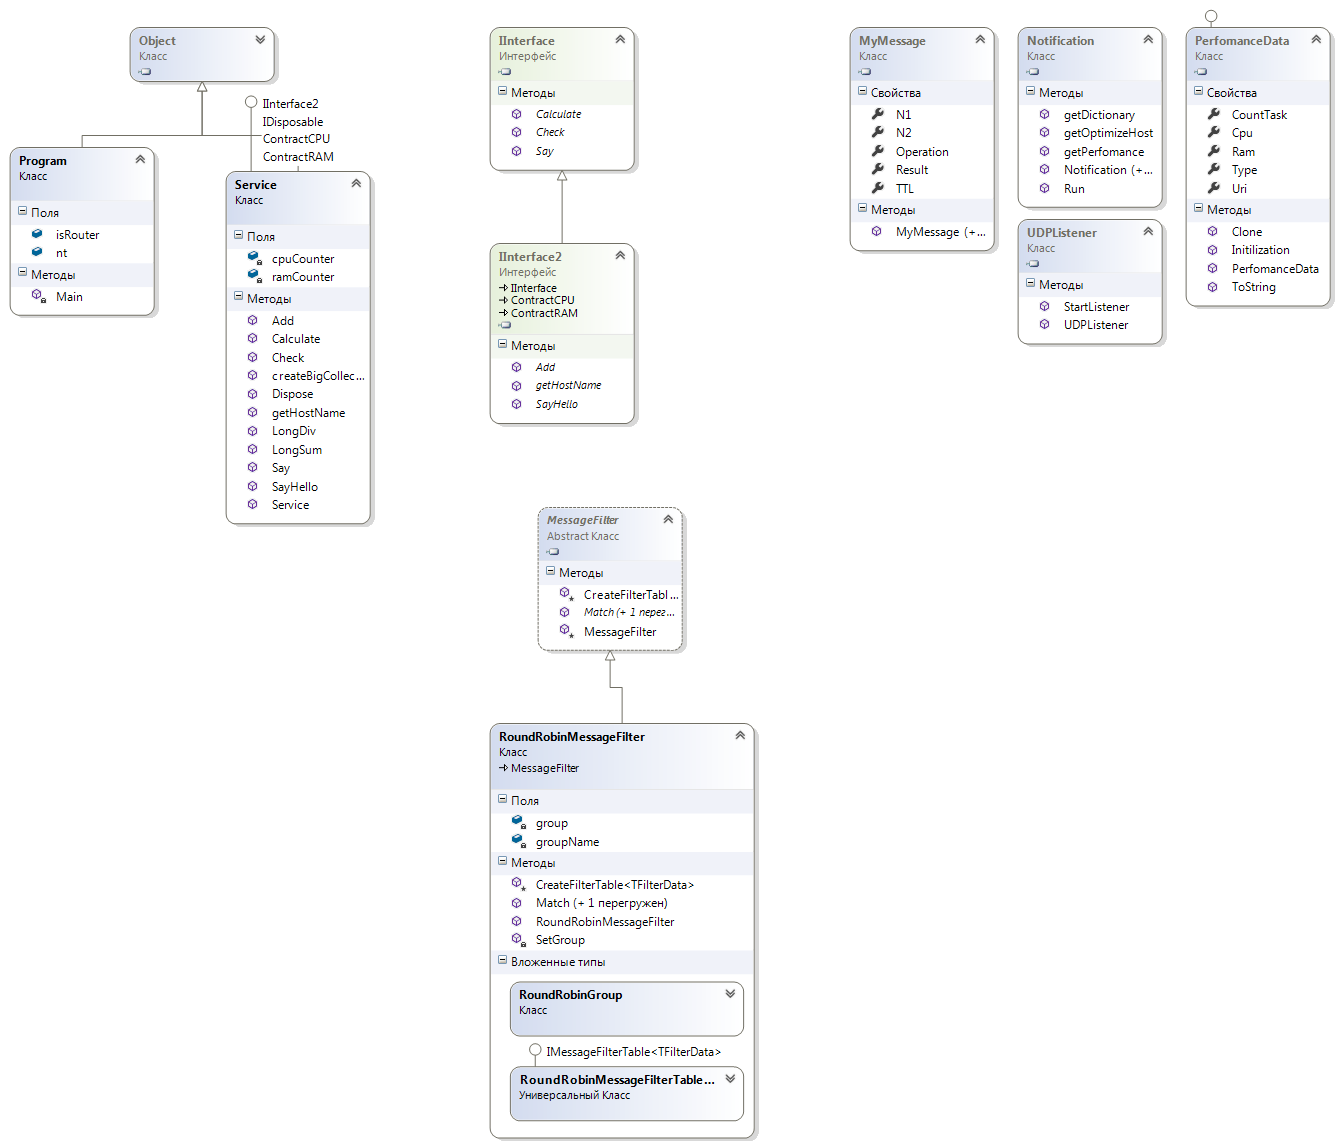 Object
Класс
IInterface2
IDisposable
ContractCPU
ContractRAM
Program
Класс
Поля
isRouter
nt
Методы
Main
Service
Класс
Поля
cpuCounter
ramCounter
Методы
Add
Calculate
Check
createBigCollec...
Dispose
getHostName
LongDiv
LongSum
Say
SayHello
Service
IInterface
Интерфейс
Методы
Calculate
Check
Say
IInterface2
Интерфейс
IInterface
ContractCPU
ContractRAM
Методы
Add
getHostName
SayHello
MyMessage
Класс
Свойства
N1
N2
Operation
Result
TTL
Методы
MyMessage (+...
Notification
Класс
Методы
getDictionary
getOptimizeHost
getPerfomance
Notification (+...
Run
UDPListener
Класс
Методы
StartListener
UDPListener
PerfomanceData
Класс
Свойства
CountTask
Cpu
Ram
Type
Uri
Методы
Clone
Initilization
PerfomanceData
ToString
MessageFilter
Abstract Класс
Методы
CreateFilterTabl...
Match (+ 1 перег...
MessageFilter
RoundRobinMessageFilter
Класс
MessageFilter
Поля
group
groupName
Методы
CreateFilterTable<TFilterData>
Match (+ 1 перегружен)
RoundRobinMessageFilter
SetGroup
Вложенные типы
RoundRobinGroup
Класс
IMessageFilterTable<TFilterData>
RoundRobinMessageFilterTable...
Универсальный Класс